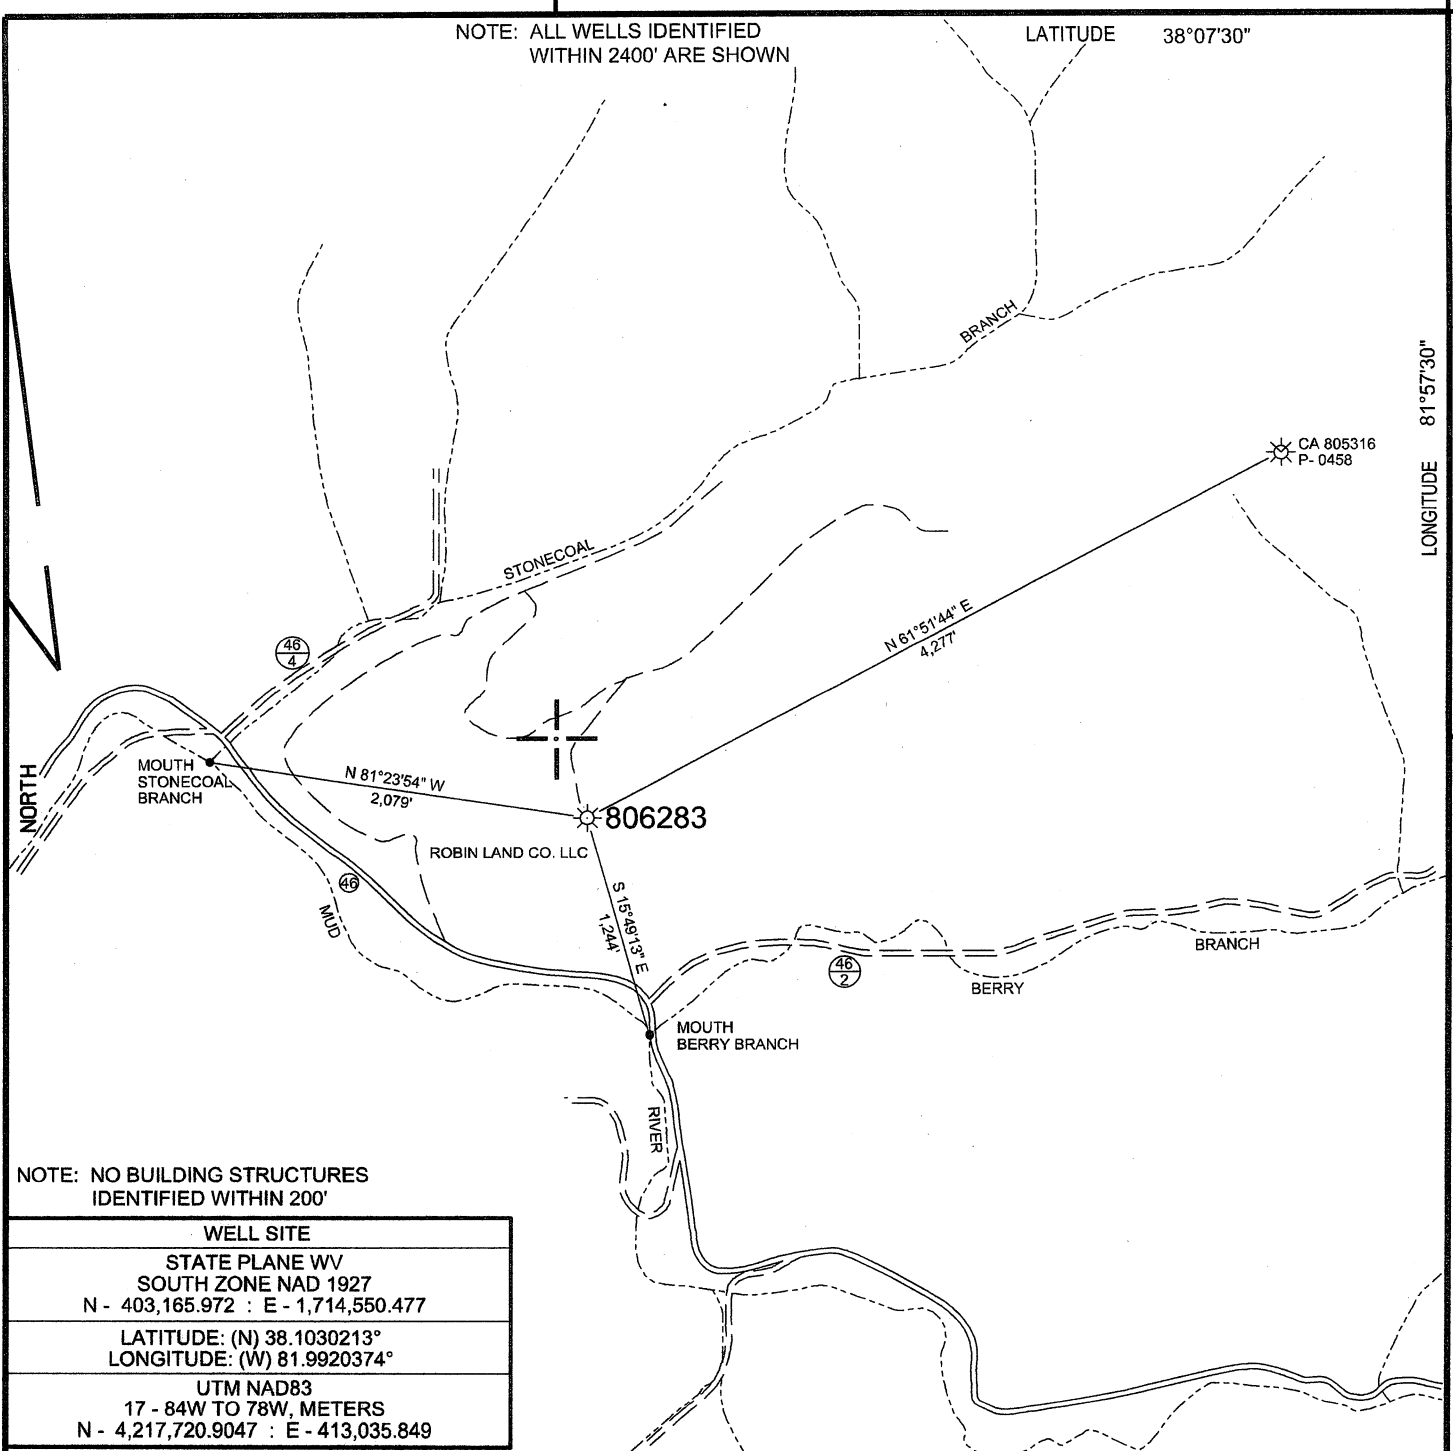 NOTE: ALL WELLS IDENTIFIED
WITHIN 2400' ARE SHOWN
LATITUDE 38°07'30"
LONGITUDE 81°57'30"
BRANCH
CA 805316
P- 0458
STONECOAL
N 61°51'44" E
4,277'
46
4
NORTH
MOUTH
STONECOAL
BRANCH
N 81°23'54" W
2,079'
806283
ROBIN LAND CO. LLC
46
MUD
S 15°49'13" E
1,244'
46
2
BRANCH
BERRY
MOUTH
BERRY BRANCH
RIVER
NOTE: NO BUILDING STRUCTURES
IDENTIFIED WITHIN 200'
WELL SITE
STATE PLANE WV
SOUTH ZONE NAD 1927
N - 403,165.972 : E - 1,714,550.477
LATITUDE: (N) 38.1030213°
LONGITUDE: (W) 81.9920374°
UTM NAD83
17 - 84W TO 78W, METERS
N - 4,217,720.9047 : E - 413,035.849